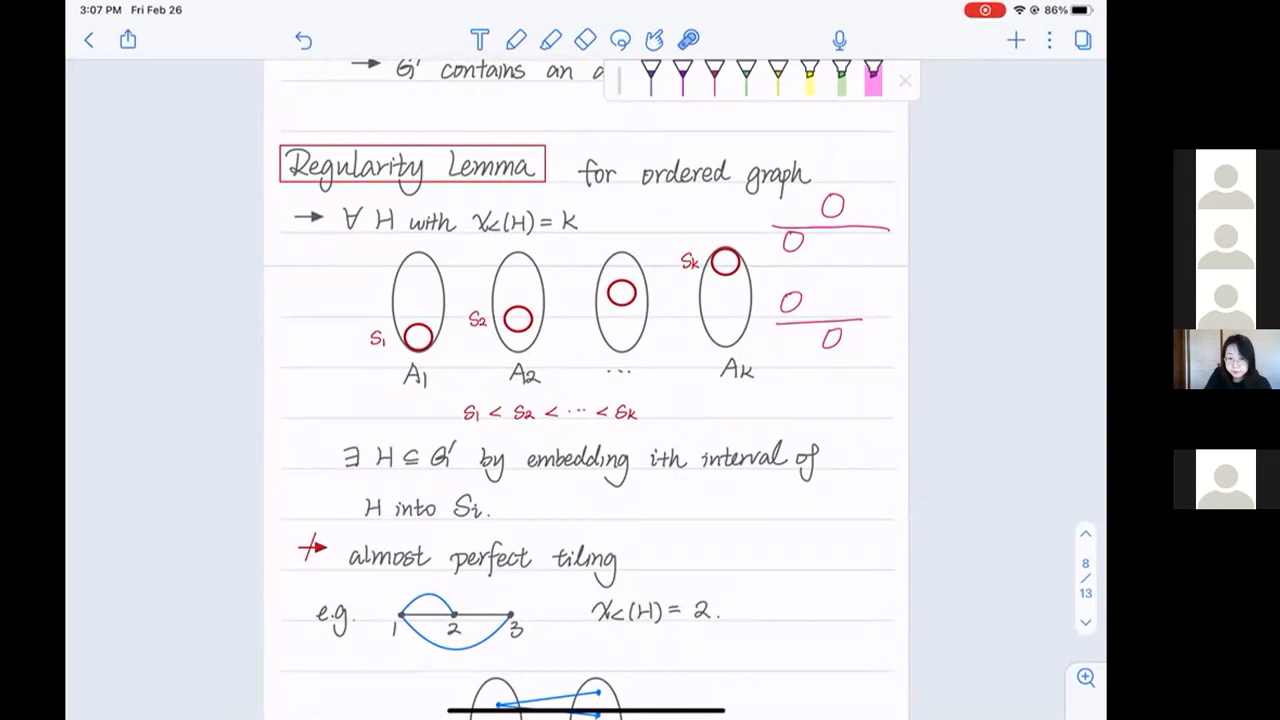 3:07 PM Fri Feb 26
86%
→ G' contains an
Regularity Lemma for ordered graph
→ ∀ H with χ<(H) = k
S1 S2 Sk
A1 A2 ... Ak
S1 < S2 < ... < Sk
∃ H ⊆ G' by embedding ith interval of
H into Si.
↛ almost perfect tiling
e.g. 1 2 3 χ<(H) = 2.
8
/
13